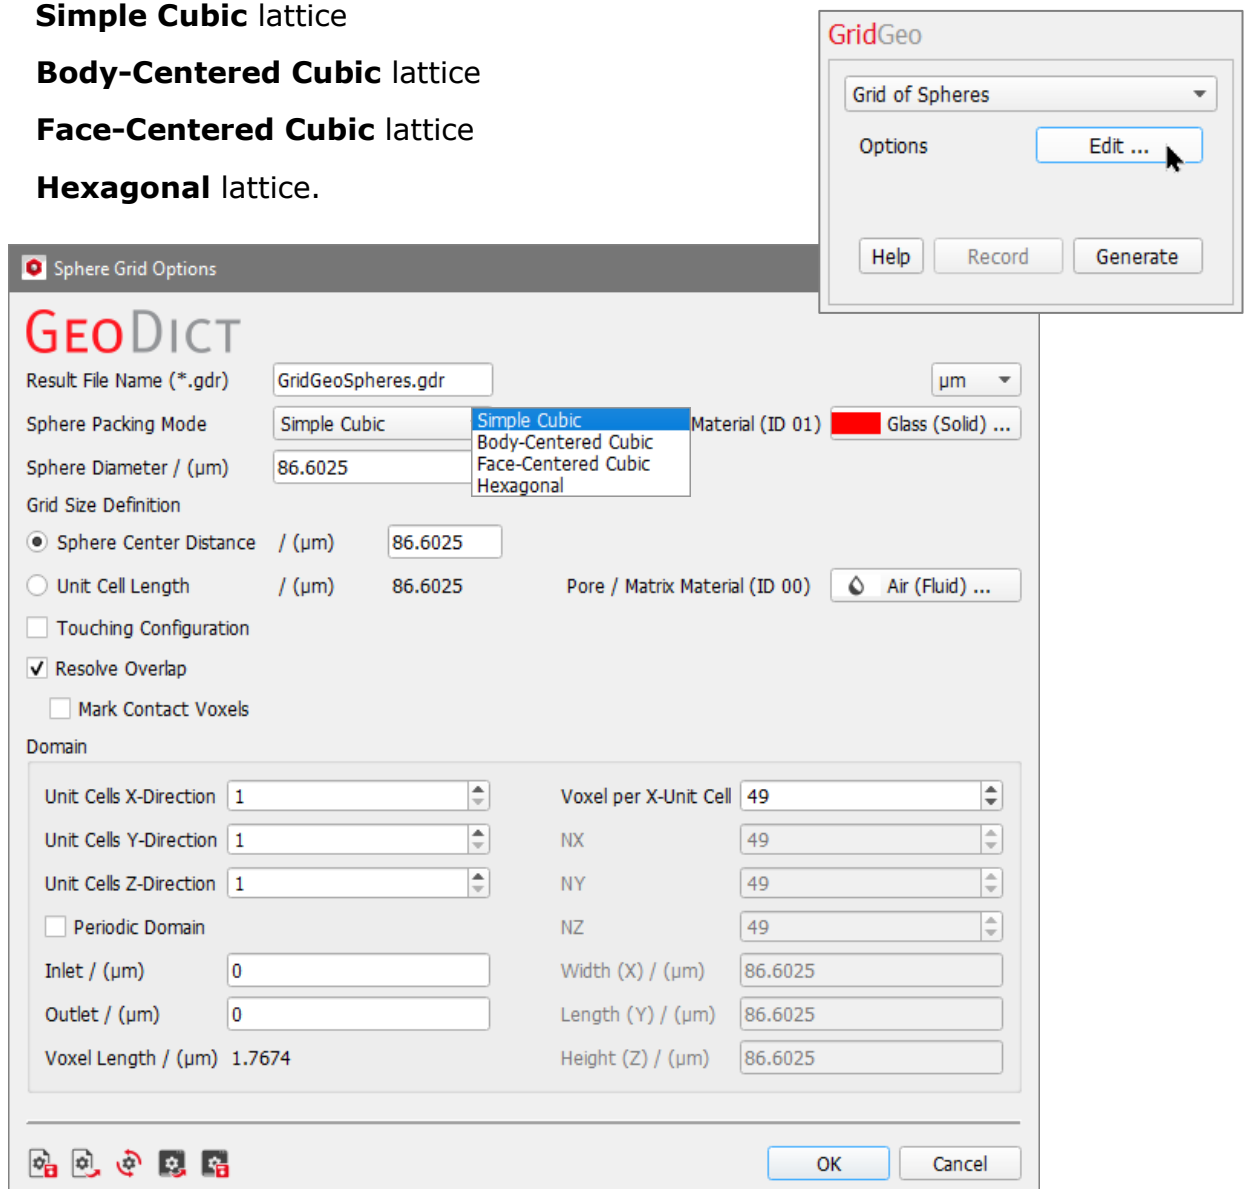 Simple Cubic lattice
Body-Centered Cubic lattice
Face-Centered Cubic lattice
Hexagonal lattice.
GridGeo
Grid of Spheres
Options Edit ...
Help Record Generate
Sphere Grid Options
GEODICT
Result File Name (*.gdr) GridGeoSpheres.gdr µm
Sphere Packing Mode Simple Cubic Material (ID 01) Glass (Solid) ...
Simple Cubic
Body-Centered Cubic
Face-Centered Cubic
Hexagonal
Sphere Diameter / (µm) 86.6025
Grid Size Definition
Sphere Center Distance / (µm) 86.6025
Unit Cell Length / (µm) 86.6025 Pore / Matrix Material (ID 00) Air (Fluid) ...
Touching Configuration
Resolve Overlap
Mark Contact Voxels
Domain
Unit Cells X-Direction 1 Voxel per X-Unit Cell 49
Unit Cells Y-Direction 1 NX 49
Unit Cells Z-Direction 1 NY 49
Periodic Domain NZ 49
Inlet / (µm) 0 Width (X) / (µm) 86.6025
Outlet / (µm) 0 Length (Y) / (µm) 86.6025
Voxel Length / (µm) 1.7674 Height (Z) / (µm) 86.6025
OK Cancel